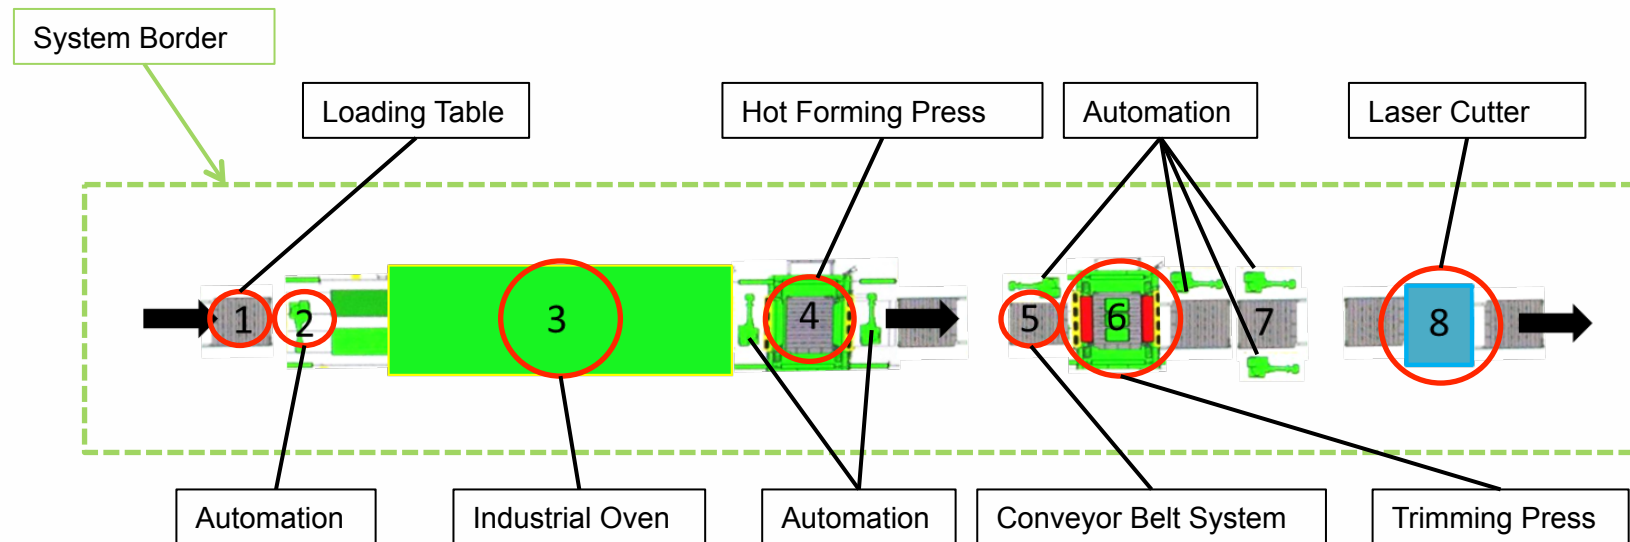 System Border
Loading Table
Hot Forming Press
Automation
Laser Cutter
1
2
3
4
5
6
7
8
Automation
Industrial Oven
Automation
Conveyor Belt System
Trimming Press